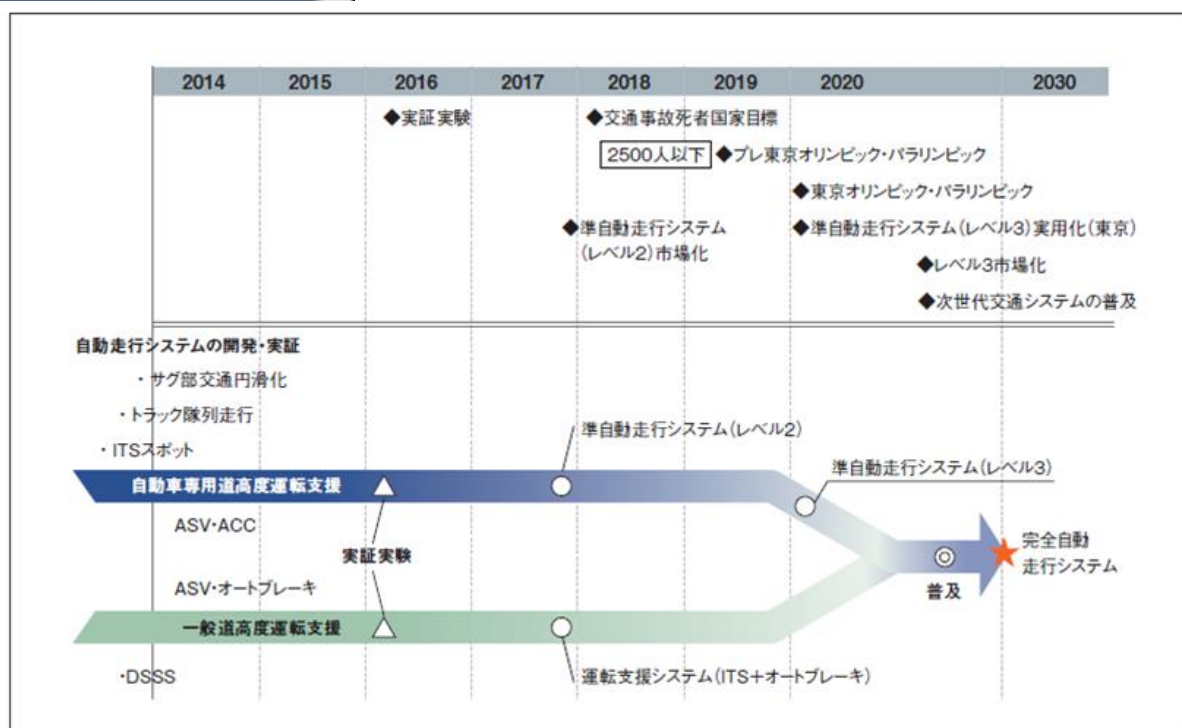 2014 2015 2016 2017 2018 2019 2020 2030
◆実証実験 ◆交通事故死者国家目標
2500人以下 ◆プレ東京オリンピック・パラリンピック
◆東京オリンピック・パラリンピック
◆準自動走行システム ◆準自動走行システム(レベル3)実用化(東京)
(レベル2)市場化
◆レベル3市場化
◆次世代交通システムの普及
自動走行システムの開発・実証
・サグ部交通円滑化
・トラック隊列走行
・ITSスポット
準自動走行システム(レベル2)
準自動走行システム(レベル3)
自動車専用道高度運転支援
ASV・ACC
実証実験
ASV・オートブレーキ
一般道高度運転支援
・DSSS
運転支援システム(ITS+オートブレーキ)
普及
完全自動
走行システム